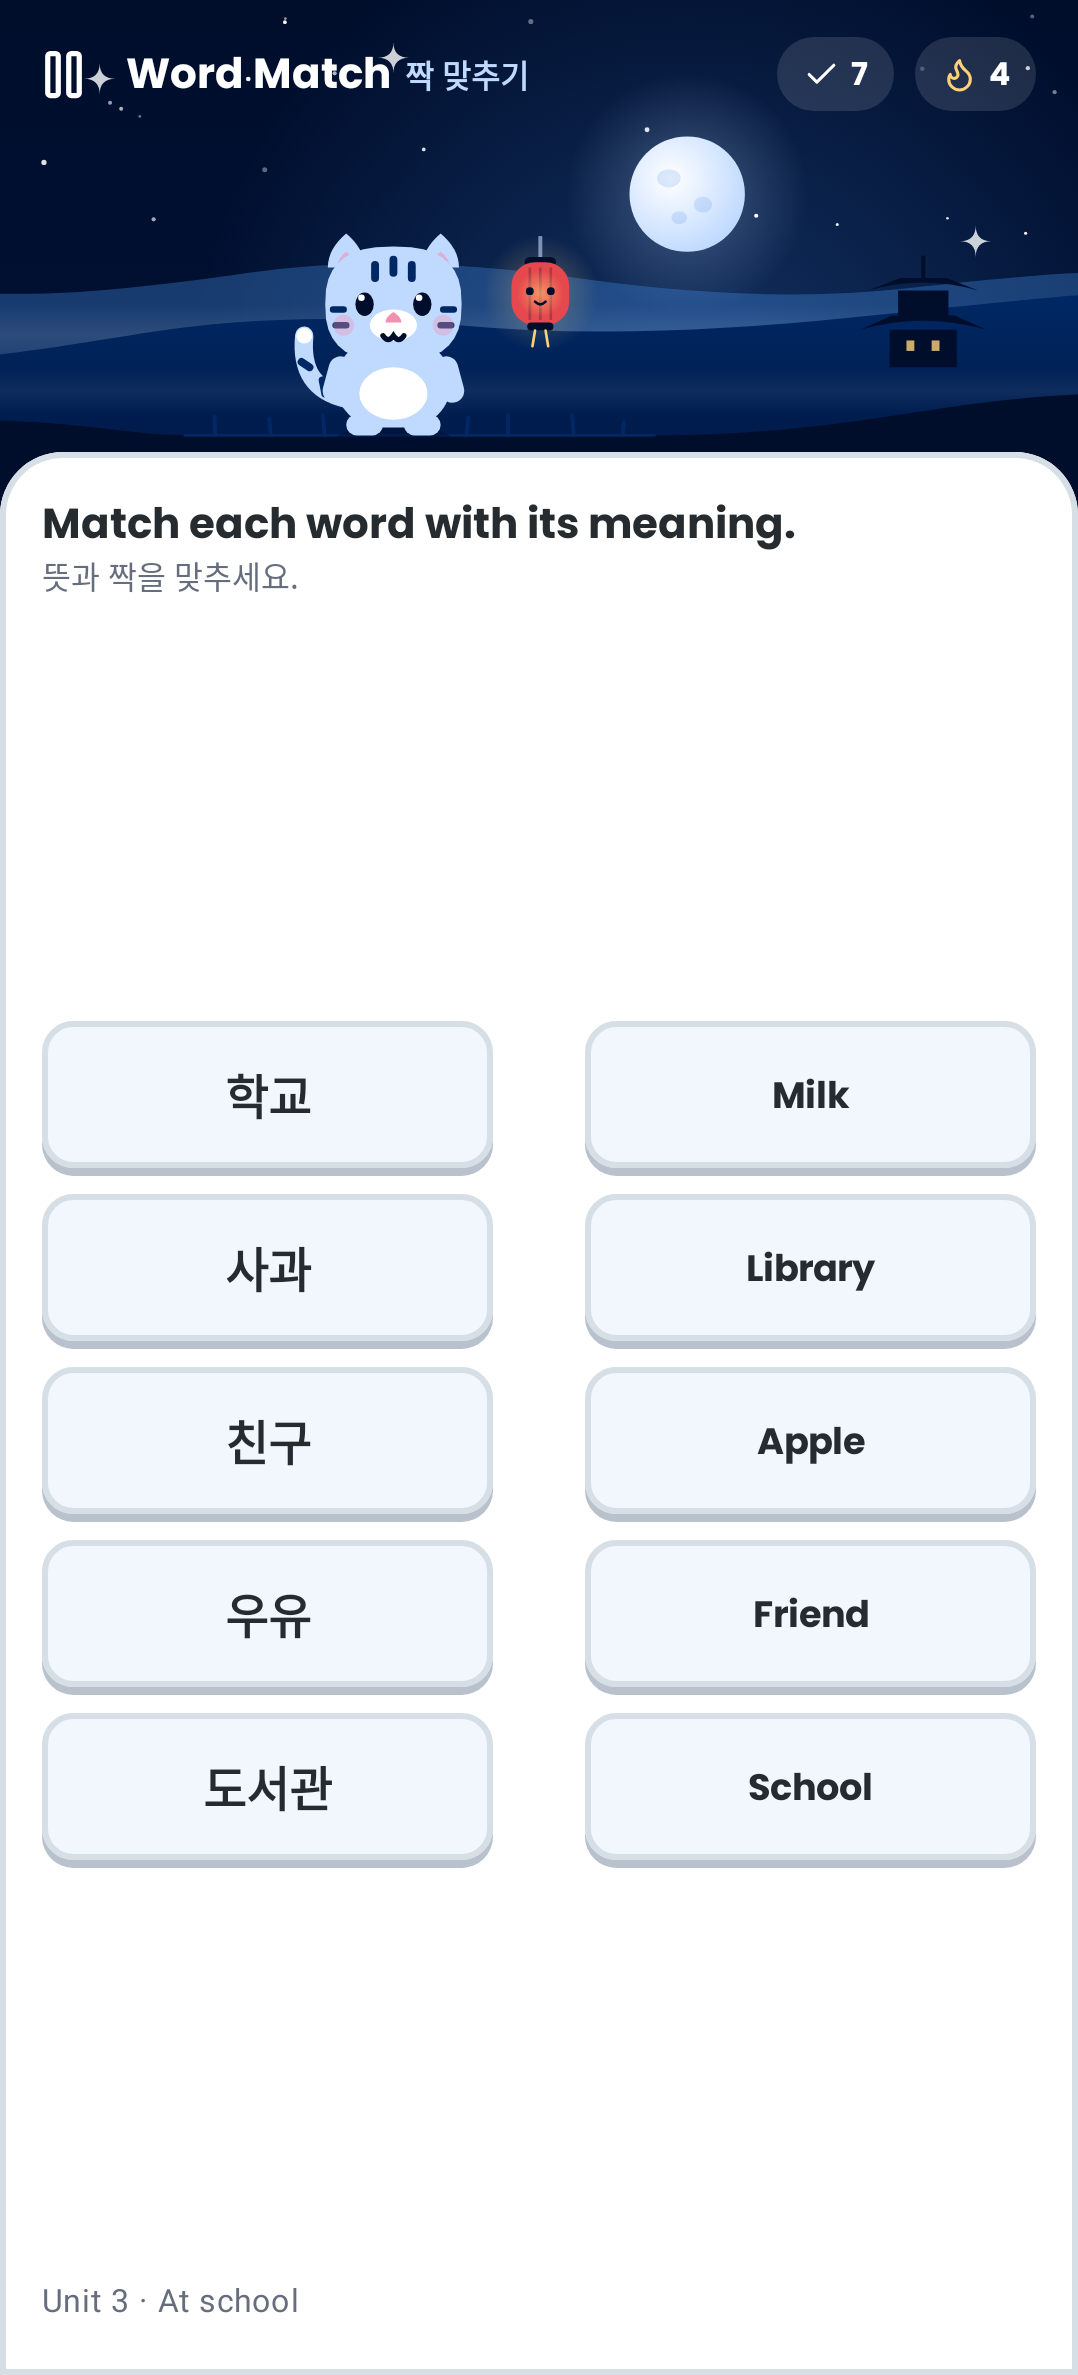 Word·Match 짝 맞추기
7
4
Match each word with its meaning.
뜻과 짝을 맞추세요.
학교
Milk
사과
Library
친구
Apple
우유
Friend
도서관
School
Unit 3 · At school